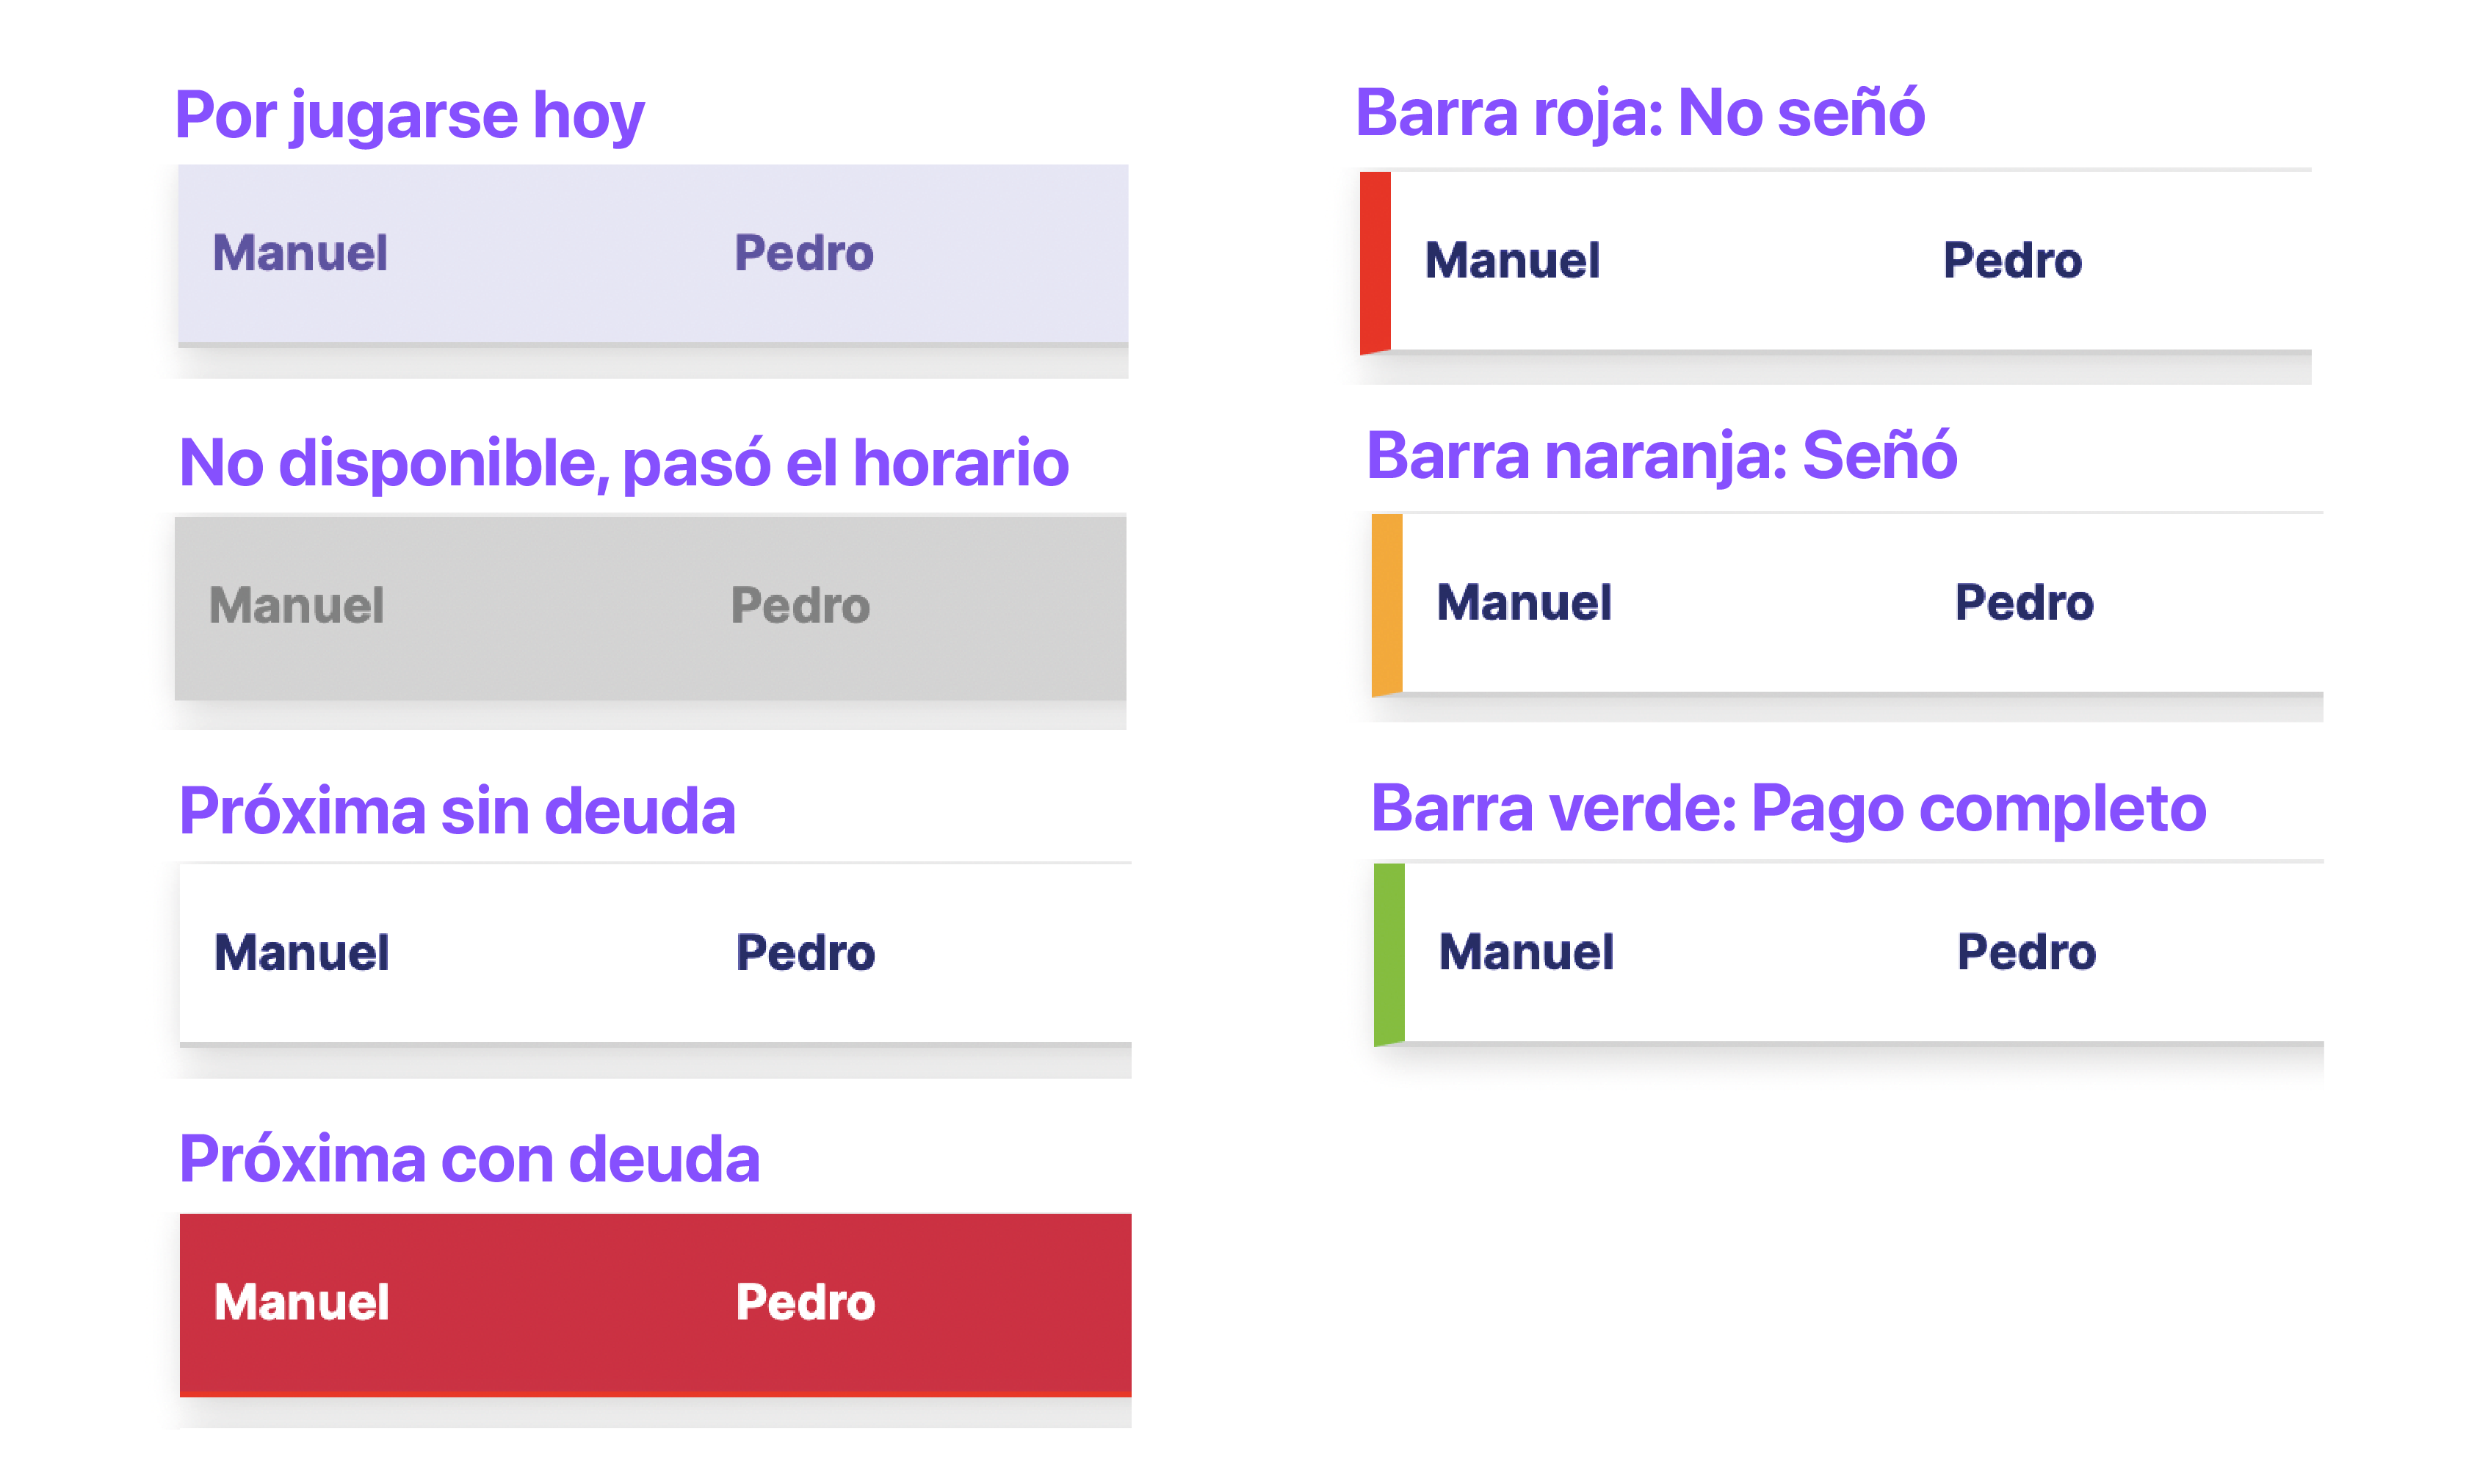 Por jugarse hoy
Manuel Pedro
No disponible, pasó el horario
Manuel Pedro
Próxima sin deuda
Manuel Pedro
Próxima con deuda
Manuel Pedro
Barra roja: No señó
Manuel Pedro
Barra naranja: Señó
Manuel Pedro
Barra verde: Pago completo
Manuel Pedro